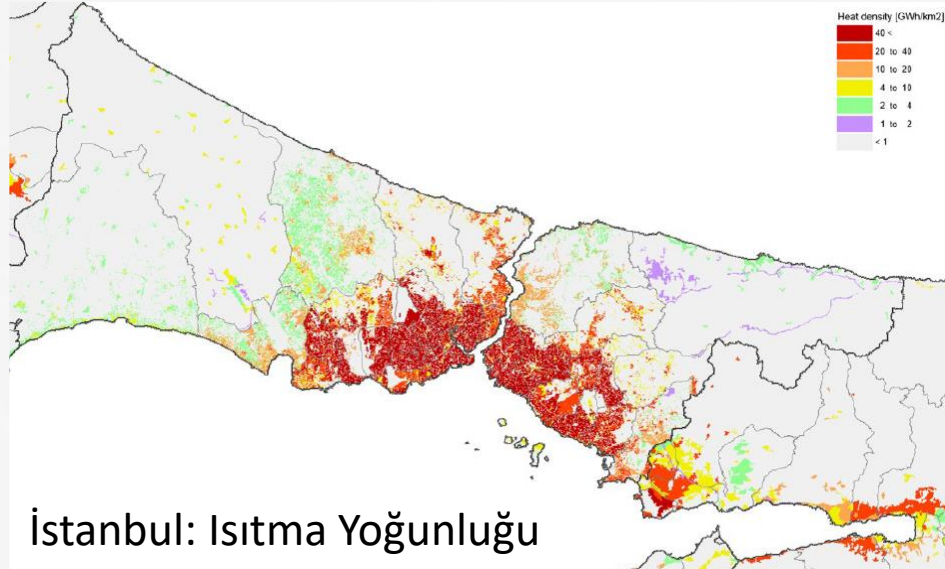 Heat density [GWh/km2]
40 <
20 to 40
10 to 20
4 to 10
2 to 4
1 to 2
< 1
İstanbul: Isıtma Yoğunluğu